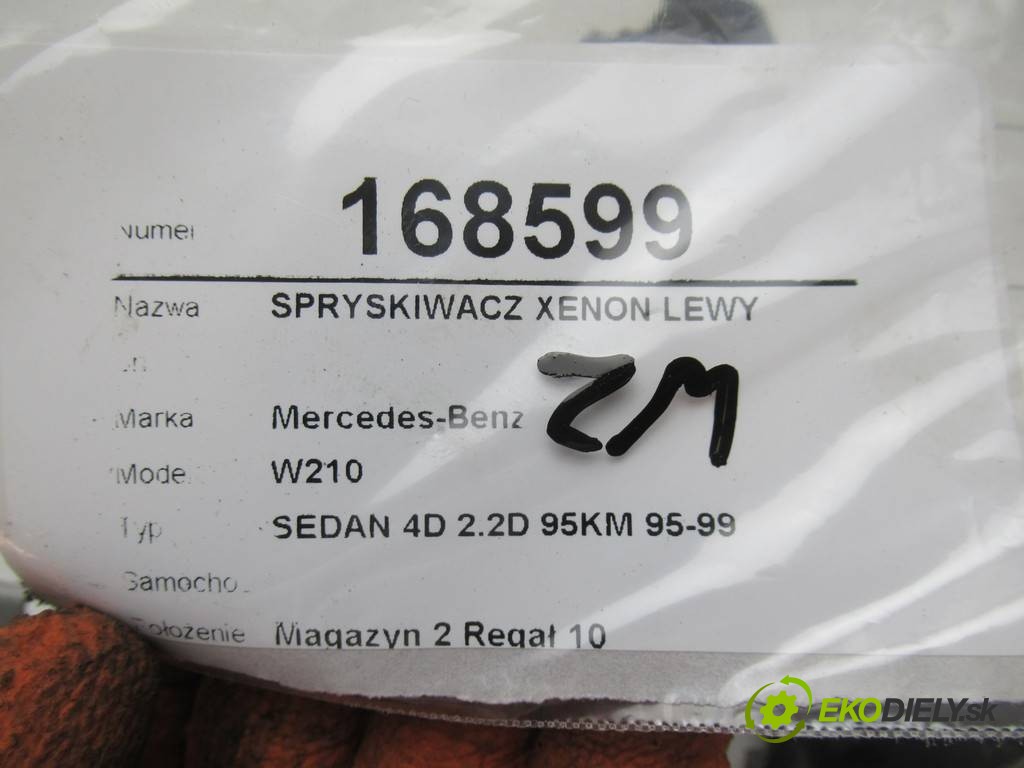 Numer 168599
Nazwa SPRYSKIWACZ XENON LEWY
ZM
Marka Mercedes-Benz
Model W210
Typ SEDAN 4D 2.2D 95KM 95-99
Samocho
Położenie Magazyn 2 Regał 10
EKODIELY.sk